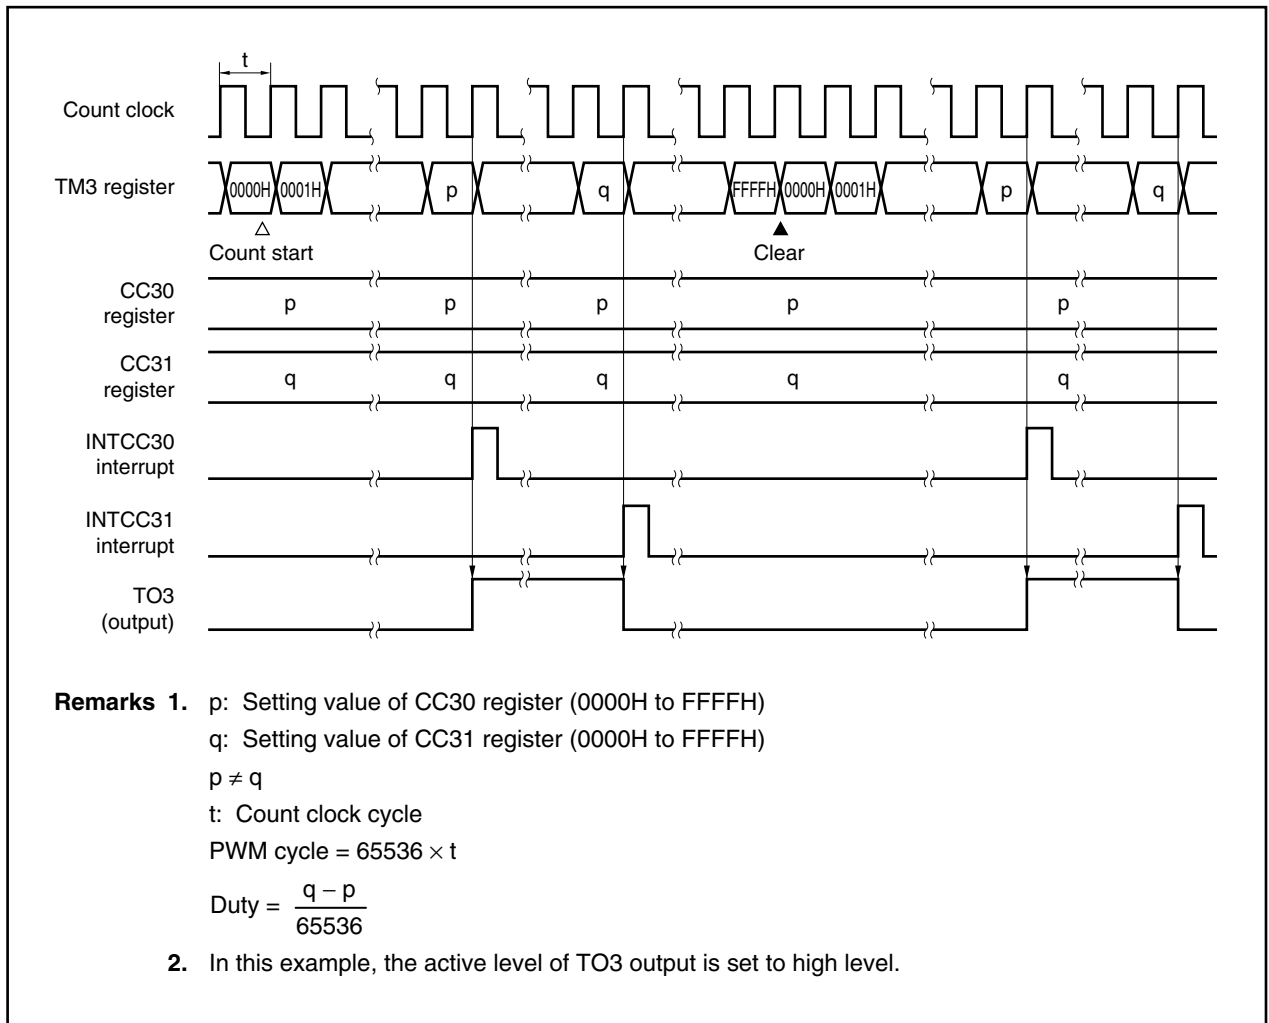 t
Count clock
TM3 register
0000H 0001H p q FFFFH 0000H 0001H p q
Count start Clear
CC30
register
p p p p p
CC31
register
q q q q q
INTCC30
interrupt
INTCC31
interrupt
TO3
(output)
Remarks 1. p: Setting value of CC30 register (0000H to FFFFH)
q: Setting value of CC31 register (0000H to FFFFH)
p ≠ q
t: Count clock cycle
PWM cycle = 65536 × t
Duty = q − p
65536
2. In this example, the active level of TO3 output is set to high level.